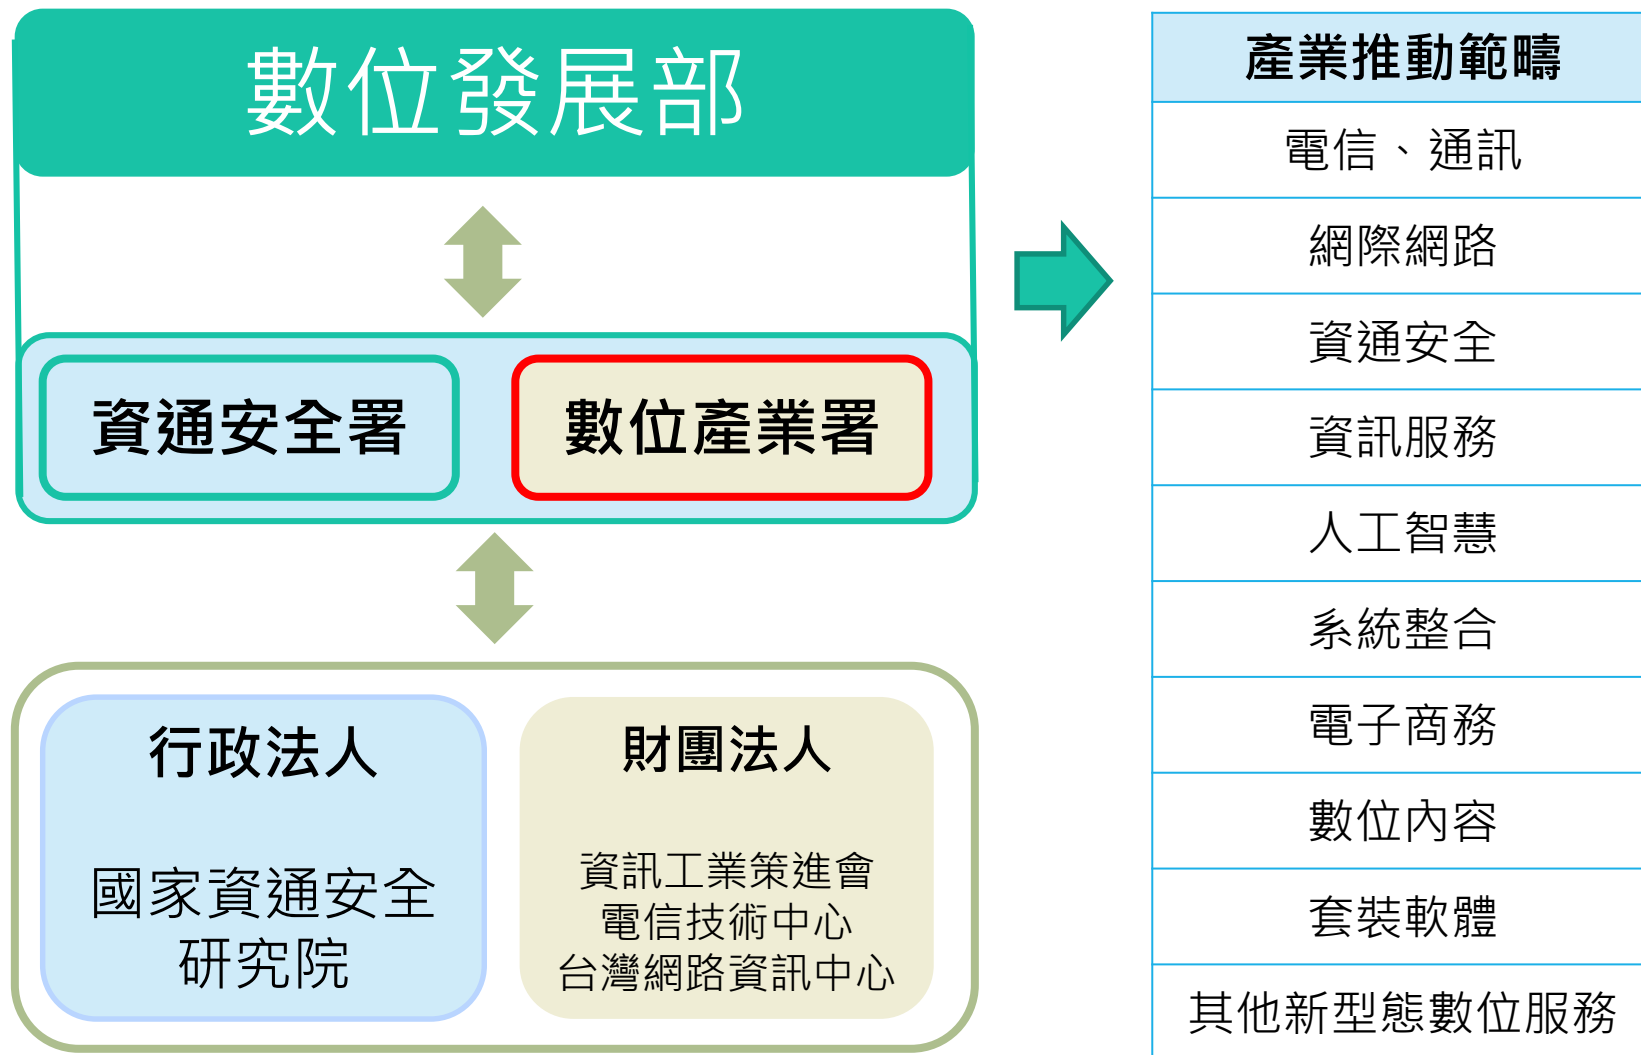 數位發展部
資通安全署
數位產業署
行政法人
國家資通安全
研究院
財團法人
資訊工業策進會
電信技術中心
台灣網路資訊中心
產業推動範疇
電信、通訊
網際網路
資通安全
資訊服務
人工智慧
系統整合
電子商務
數位內容
套裝軟體
其他新型態數位服務